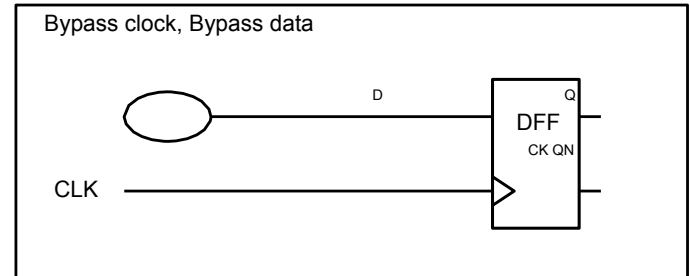 Bypass clock, Bypass data
D
Q
DFF
CK QN
CLK